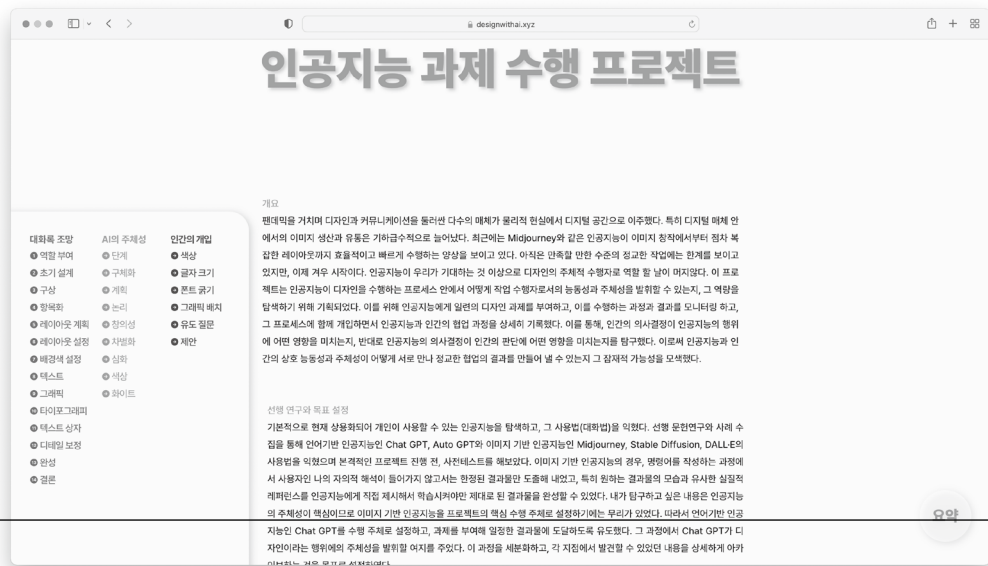 designwithai.xyz
인공지능 과제 수행 프로젝트
대화록 조망
1 역할 부여
2 초기 설계
3 구상
4 항목화
5 레이아웃 계획
6 레이아웃 설정
7 배경색 설정
8 텍스트
9 그래픽
10 타이포그래피
11 텍스트 상자
12 디테일 보정
13 완성
14 결론
AI의 주체성
단계
구체화
계획
논리
창의성
차별화
심화
색상
화이트
인간의 개입
색상
글자 크기
폰트 굵기
그래픽 배치
유도 질문
제안
개요
팬데믹을 거치며 디자인과 커뮤니케이션을 둘러싼 다수의 매체가 물리적 현실에서 디지털 공간으로 이주했다. 특히 디지털 매체 안
에서의 이미지 생산과 유통은 기하급수적으로 늘어났다. 최근에는 Midjourney와 같은 인공지능이 이미지 창작에서부터 점차 복
잡한 레이아웃까지 효율적이고 빠르게 수행하는 양상을 보이고 있다. 아직은 만족할 만한 수준의 정교한 작업에는 한계를 보이고
있지만, 이제 겨우 시작이다. 인공지능이 우리가 기대하는 것 이상으로 디자인의 주체적 수행자로 역할 할 날이 머지않다. 이 프로
젝트는 인공지능이 디자인을 수행하는 프로세스 안에서 어떻게 작업 수행자로서의 능동성과 주체성을 발휘할 수 있는지, 그 역량을
탐색하기 위해 기획되었다. 이를 위해 인공지능에게 일련의 디자인 과제를 부여하고, 이를 수행하는 과정과 결과를 모니터링 하고,
그 프로세스에 함께 개입하면서 인공지능과 인간의 협업 과정을 상세히 기록했다. 이를 통해, 인간의 의사결정이 인공지능의 행위
에 어떤 영향을 미치는지, 반대로 인공지능의 의사결정이 인간의 판단에 어떤 영향을 미치는지를 탐구했다. 이로써 인공지능과 인
간의 상호 능동성과 주체성이 어떻게 서로 만나 정교한 협업의 결과를 만들어 낼 수 있는지 그 잠재적 가능성을 모색했다.
선행 연구와 목표 설정
기본적으로 현재 상용화되어 개인이 사용할 수 있는 인공지능을 탐색하고, 그 사용법(대화법)을 익혔다. 선행 문헌연구와 사례 수
집을 통해 언어기반 인공지능인 Chat GPT, Auto GPT와 이미지 기반 인공지능인 Midjourney, Stable Diffusion, DALL·E의
사용법을 익혔으며 본격적인 프로젝트 진행 전, 사전테스트를 해보았다. 이미지 기반 인공지능의 경우, 명령어를 작성하는 과정에
서 사용자인 나의 자의적 해석이 들어가지 않고서는 한정된 결과물만 도출해 내었고, 특히 원하는 결과물의 모습과 유사한 실질적
레퍼런스를 인공지능에게 직접 제시해서 학습시켜야만 제대로 된 결과물을 완성할 수 있었다. 내가 탐구하고 싶은 내용은 인공지능
의 주체성이 핵심이므로 이미지 기반 인공지능을 프로젝트의 핵심 수행 주체로 설정하기에는 무리가 있었다. 따라서 언어기반 인공
지능인 Chat GPT를 수행 주체로 설정하고, 과제를 부여해 일정한 결과물에 도달하도록 유도했다. 그 과정에서 Chat GPT가 디
자인이라는 행위에의 주체성을 발휘할 여지를 주었다. 이 과정을 세분화하고, 각 지점에서 발견할 수 있었던 내용을 상세하게 아카
이브하는 것을 목표로 설정하였다.
요약